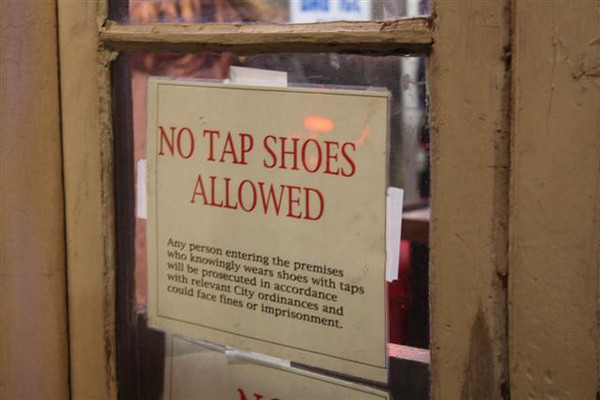 NO TAP SHOES
ALLOWED
Any person entering the premises
who knowingly wears shoes with taps
will be prosecuted in accordance
with relevant City ordinances and
could face fines or imprisonment.